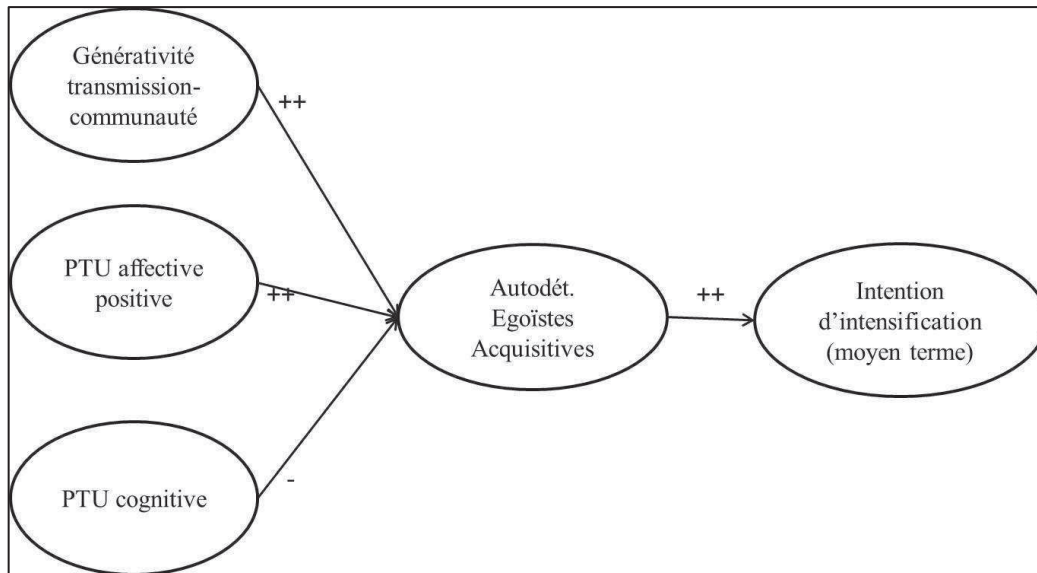 Générativité
transmission-
communauté
++
PTU affective
positive
++
PTU cognitive
-
Autodét.
Egoïstes
Acquisitives
++
Intention
d’intensification
(moyen terme)